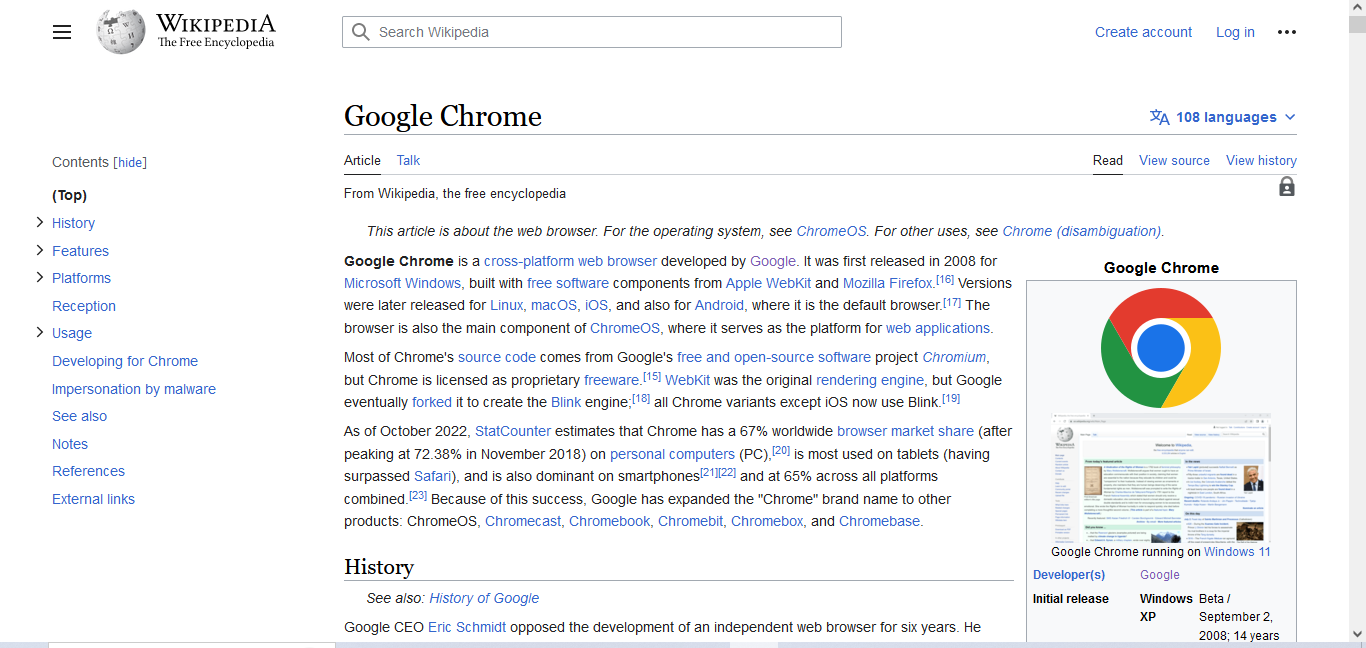 WIKIPEDIA
The Free Encyclopedia
Search Wikipedia
Create account
Log in
Google Chrome
108 languages
Contents [hide]
(Top)
History
Features
Platforms
Reception
Usage
Developing for Chrome
Impersonation by malware
See also
Notes
References
External links
Article Talk
Read View source View history
From Wikipedia, the free encyclopedia
This article is about the web browser. For the operating system, see ChromeOS. For other uses, see Chrome (disambiguation).
Google Chrome is a cross-platform web browser developed by Google. It was first released in 2008 for
Microsoft Windows, built with free software components from Apple WebKit and Mozilla Firefox.[16] Versions
were later released for Linux, macOS, iOS, and also for Android, where it is the default browser.[17] The
browser is also the main component of ChromeOS, where it serves as the platform for web applications.
Most of Chrome's source code comes from Google's free and open-source software project Chromium,
but Chrome is licensed as proprietary freeware.[15] WebKit was the original rendering engine, but Google
eventually forked it to create the Blink engine;[18] all Chrome variants except iOS now use Blink.[19]
As of October 2022, StatCounter estimates that Chrome has a 67% worldwide browser market share (after
peaking at 72.38% in November 2018) on personal computers (PC),[20] is most used on tablets (having
surpassed Safari), and is also dominant on smartphones[21][22] and at 65% across all platforms
combined.[23] Because of this success, Google has expanded the "Chrome" brand name to other
products: ChromeOS, Chromecast, Chromebook, Chromebit, Chromebox, and Chromebase.
History
See also: History of Google
Google CEO Eric Schmidt opposed the development of an independent web browser for six years. He
Google Chrome
Google Chrome running on Windows 11
Developer(s) Google
Initial release Windows Beta /
XP September 2,
2008; 14 years